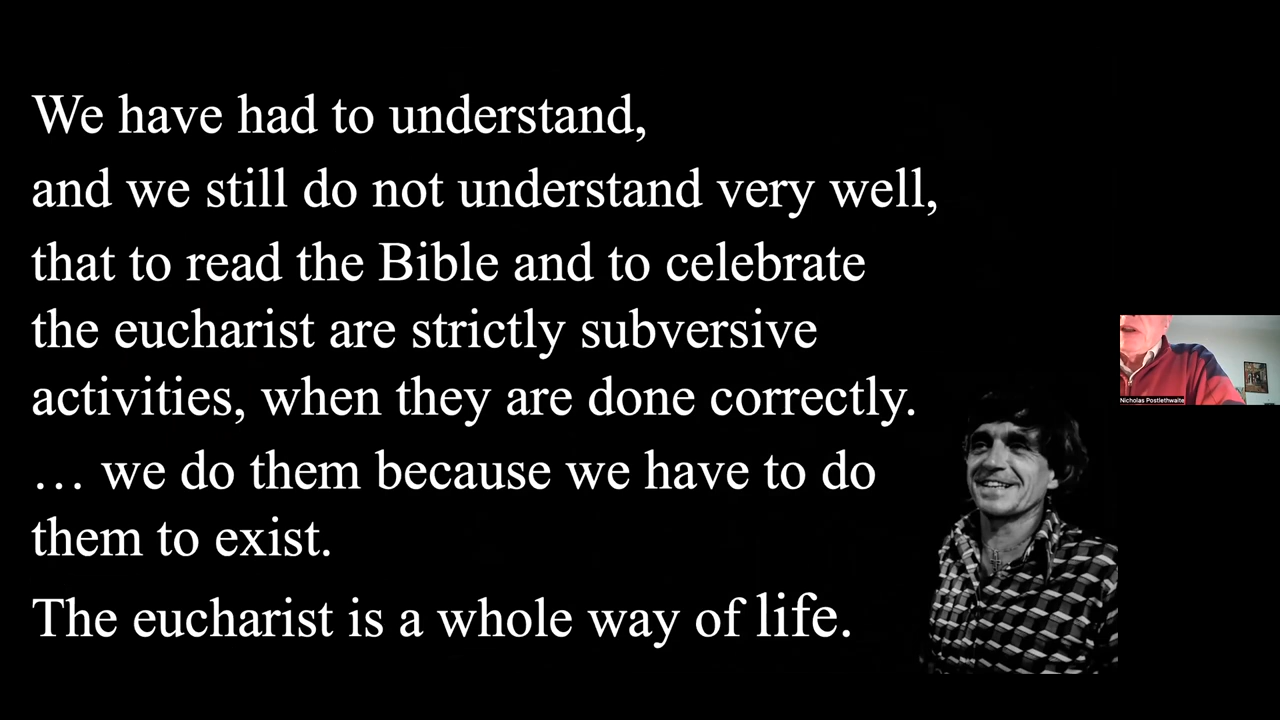 We have had to understand,
and we still do not understand very well,
that to read the Bible and to celebrate
the eucharist are strictly subversive
activities, when they are done correctly.
… we do them because we have to do
them to exist.
The eucharist is a whole way of life.
Nicholas Postlethwaite